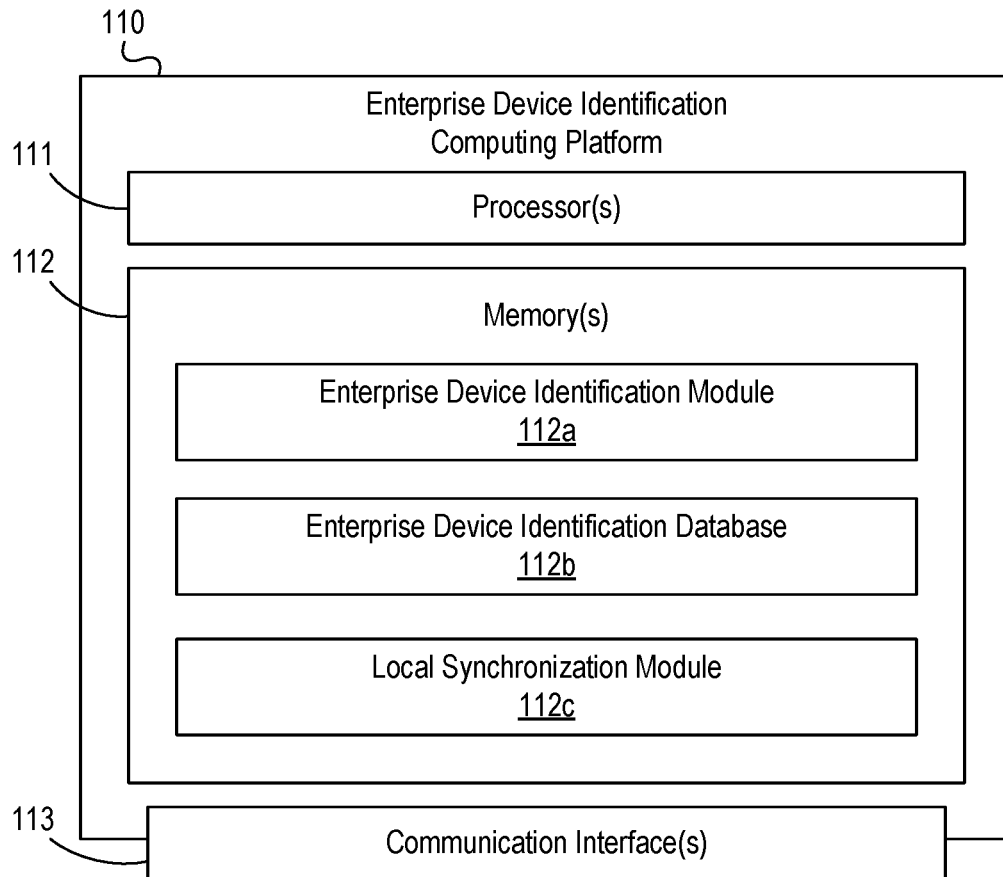 110
Enterprise Device Identification
Computing Platform
111
Processor(s)
112
Memory(s)
Enterprise Device Identification Module
112a
Enterprise Device Identification Database
112b
Local Synchronization Module
112c
113
Communication Interface(s)